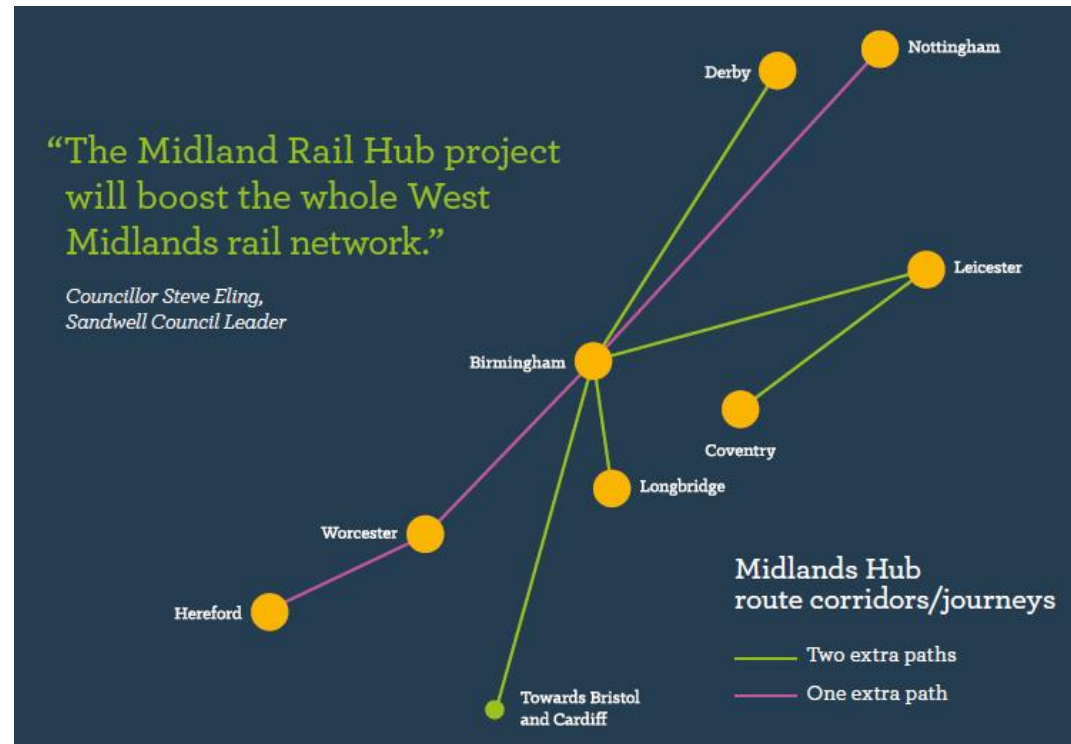 Nottingham
Derby
“The Midland Rail Hub project
will boost the whole West
Midlands rail network.”
Councillor Steve Eling,
Sandwell Council Leader
Leicester
Birmingham
Coventry
Longbridge
Worcester
Hereford
Midlands Hub
route corridors/journeys
Two extra paths
One extra path
Towards Bristol
and Cardiff